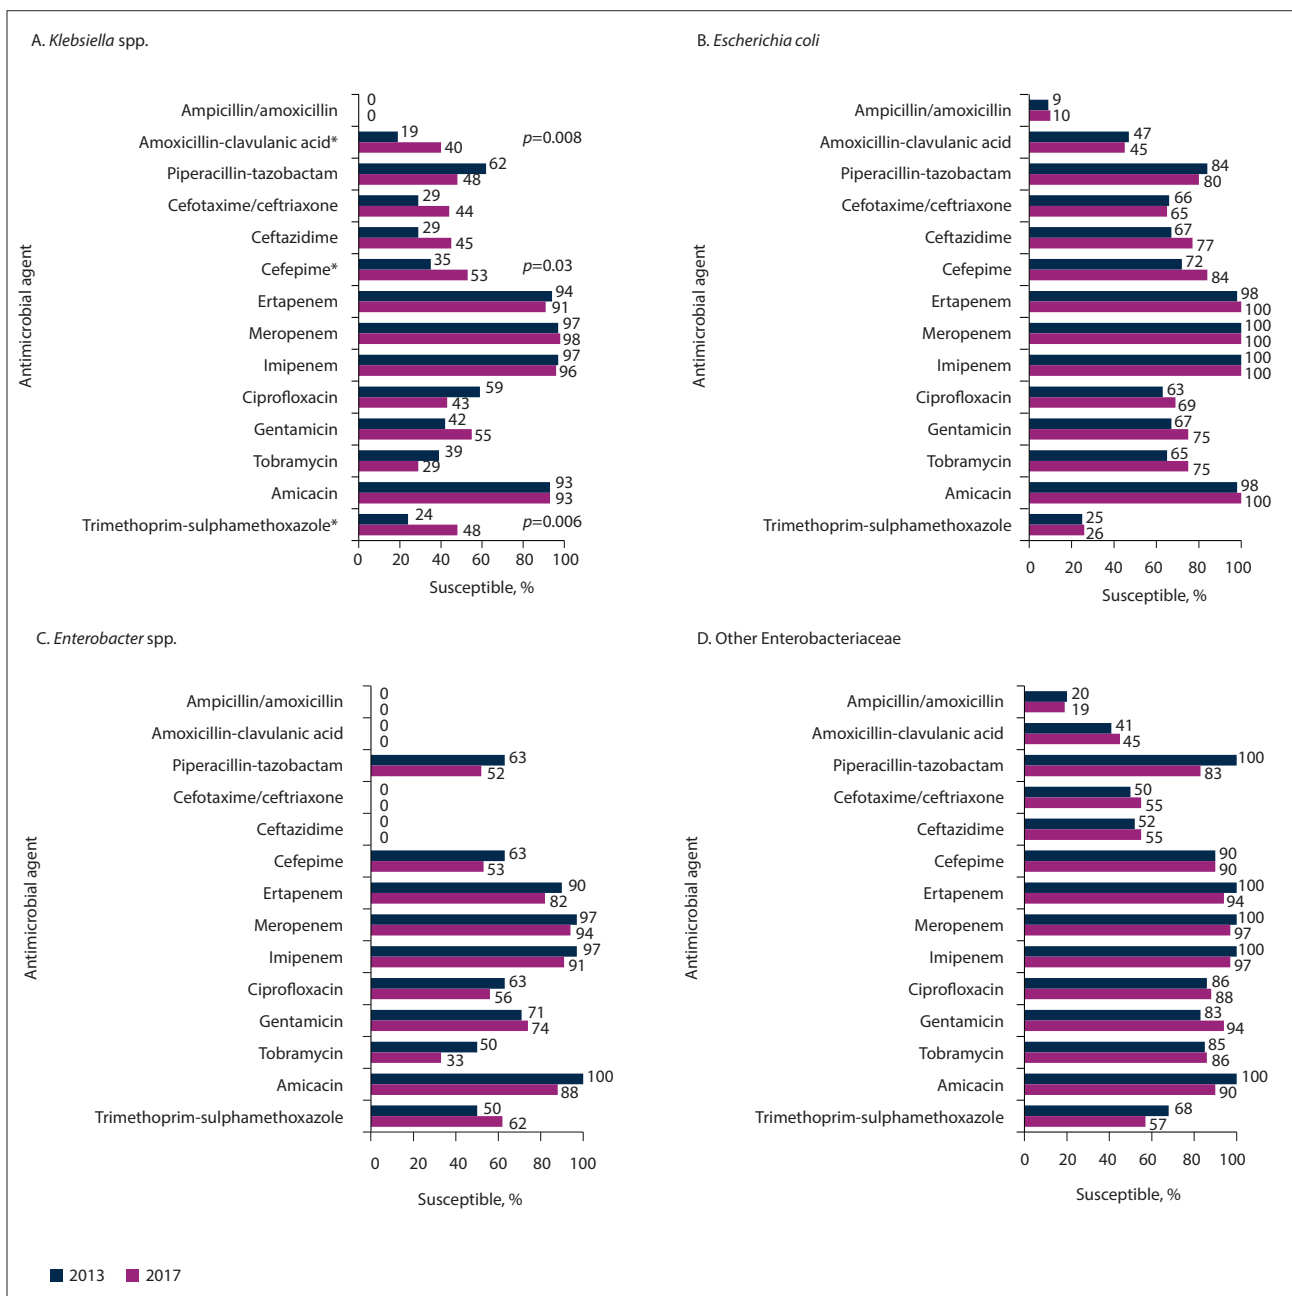 A. Klebsiella spp.
Antimicrobial agent
Ampicillin/amoxicillin 0 0
Amoxicillin-clavulanic acid* 19 40 p=0.008
Piperacillin-tazobactam 62 48
Cefotaxime/ceftriaxone 29 44
Ceftazidime 29 45
Cefepime* 35 53 p=0.03
Ertapenem 94 91
Meropenem 97 98
Imipenem 97 96
Ciprofloxacin 59 43
Gentamicin 42 55
Tobramycin 39 29
Amicacin 93 93
Trimethoprim-sulphamethoxazole* 24 48 p=0.006
0 20 40 60 80 100
Susceptible, %
B. Escherichia coli
Antimicrobial agent
Ampicillin/amoxicillin 9 10
Amoxicillin-clavulanic acid 47 45
Piperacillin-tazobactam 84 80
Cefotaxime/ceftriaxone 66 65
Ceftazidime 67 77
Cefepime 72 84
Ertapenem 98 100
Meropenem 100 100
Imipenem 100 100
Ciprofloxacin 63 69
Gentamicin 67 75
Tobramycin 65 75
Amicacin 98 100
Trimethoprim-sulphamethoxazole 25 26
0 20 40 60 80 100
Susceptible, %
C. Enterobacter spp.
Antimicrobial agent
Ampicillin/amoxicillin 0 0
Amoxicillin-clavulanic acid 0 0
Piperacillin-tazobactam 63 52
Cefotaxime/ceftriaxone 0 0
Ceftazidime 0 0
Cefepime 63 53
Ertapenem 90 82
Meropenem 97 94
Imipenem 97 91
Ciprofloxacin 63 56
Gentamicin 71 74
Tobramycin 50 33
Amicacin 100 88
Trimethoprim-sulphamethoxazole 50 62
0 20 40 60 80 100
Susceptible, %
D. Other Enterobacteriaceae
Antimicrobial agent
Ampicillin/amoxicillin 20 19
Amoxicillin-clavulanic acid 41 45
Piperacillin-tazobactam 100 83
Cefotaxime/ceftriaxone 50 55
Ceftazidime 52 55
Cefepime 90 90
Ertapenem 100 94
Meropenem 100 97
Imipenem 100 97
Ciprofloxacin 86 88
Gentamicin 83 94
Tobramycin 85 86
Amicacin 100 90
Trimethoprim-sulphamethoxazole 68 57
0 20 40 60 80 100
Susceptible, %
2013 2017